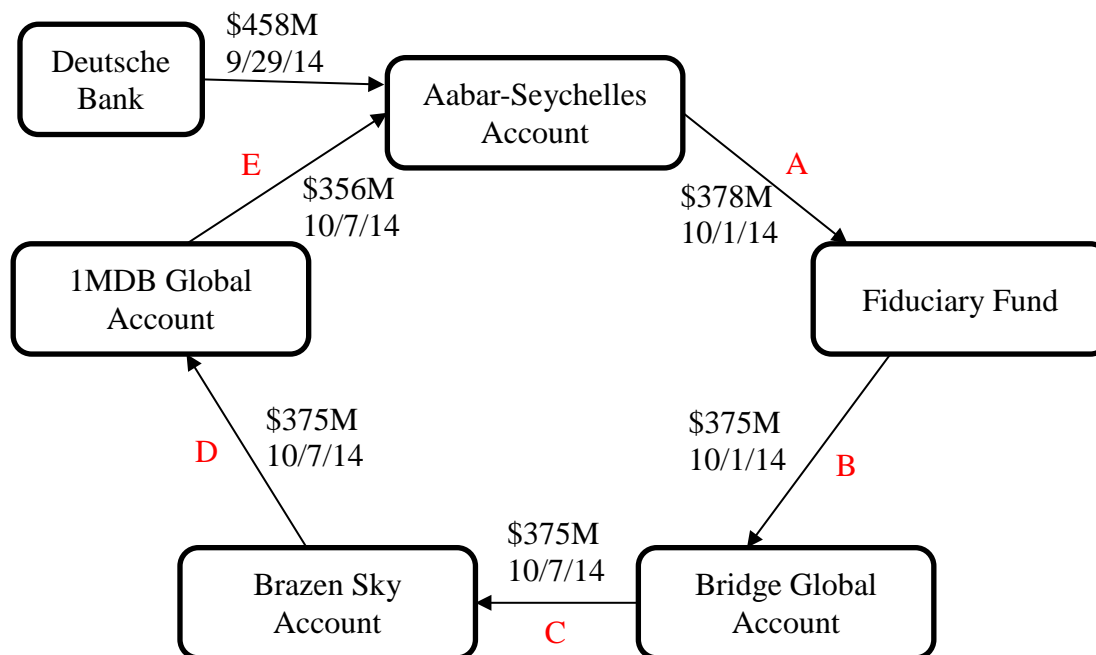 $458M
9/29/14
Deutsche
Bank
Aabar-Seychelles
Account
E
A
$356M
10/7/14
$378M
10/1/14
1MDB Global
Account
Fiduciary Fund
$375M
10/7/14
D
$375M
10/1/14
B
$375M
10/7/14
Brazen Sky
Account
C
Bridge Global
Account